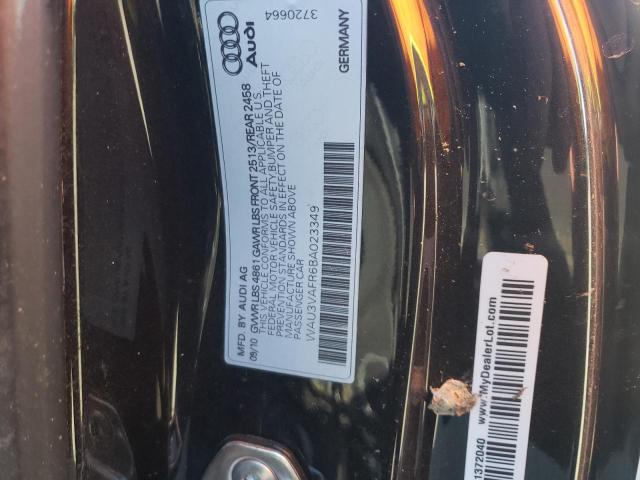 Audi
3720664
MFD. BY AUDI AG
09/10 GVWR LBS 4861 GAWR LBS FRONT 2513/REAR 2458
THIS VEHICLE CONFORMS TO ALL APPLICABLE U.S.
FEDERAL MOTOR VEHICLE SAFETY, BUMPER AND THEFT
PREVENTION STANDARDS IN EFFECT ON THE DATE OF
MANUFACTURE SHOWN ABOVE
PASSENGER CAR
WAU3VAFR6BA023349
GERMANY
www.MyDealerLot.com
1372040